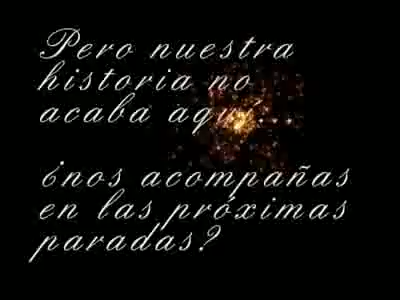 Pero nuestra
historia no
acaba aquí...
¿nos acompañas
en las próximas
paradas?